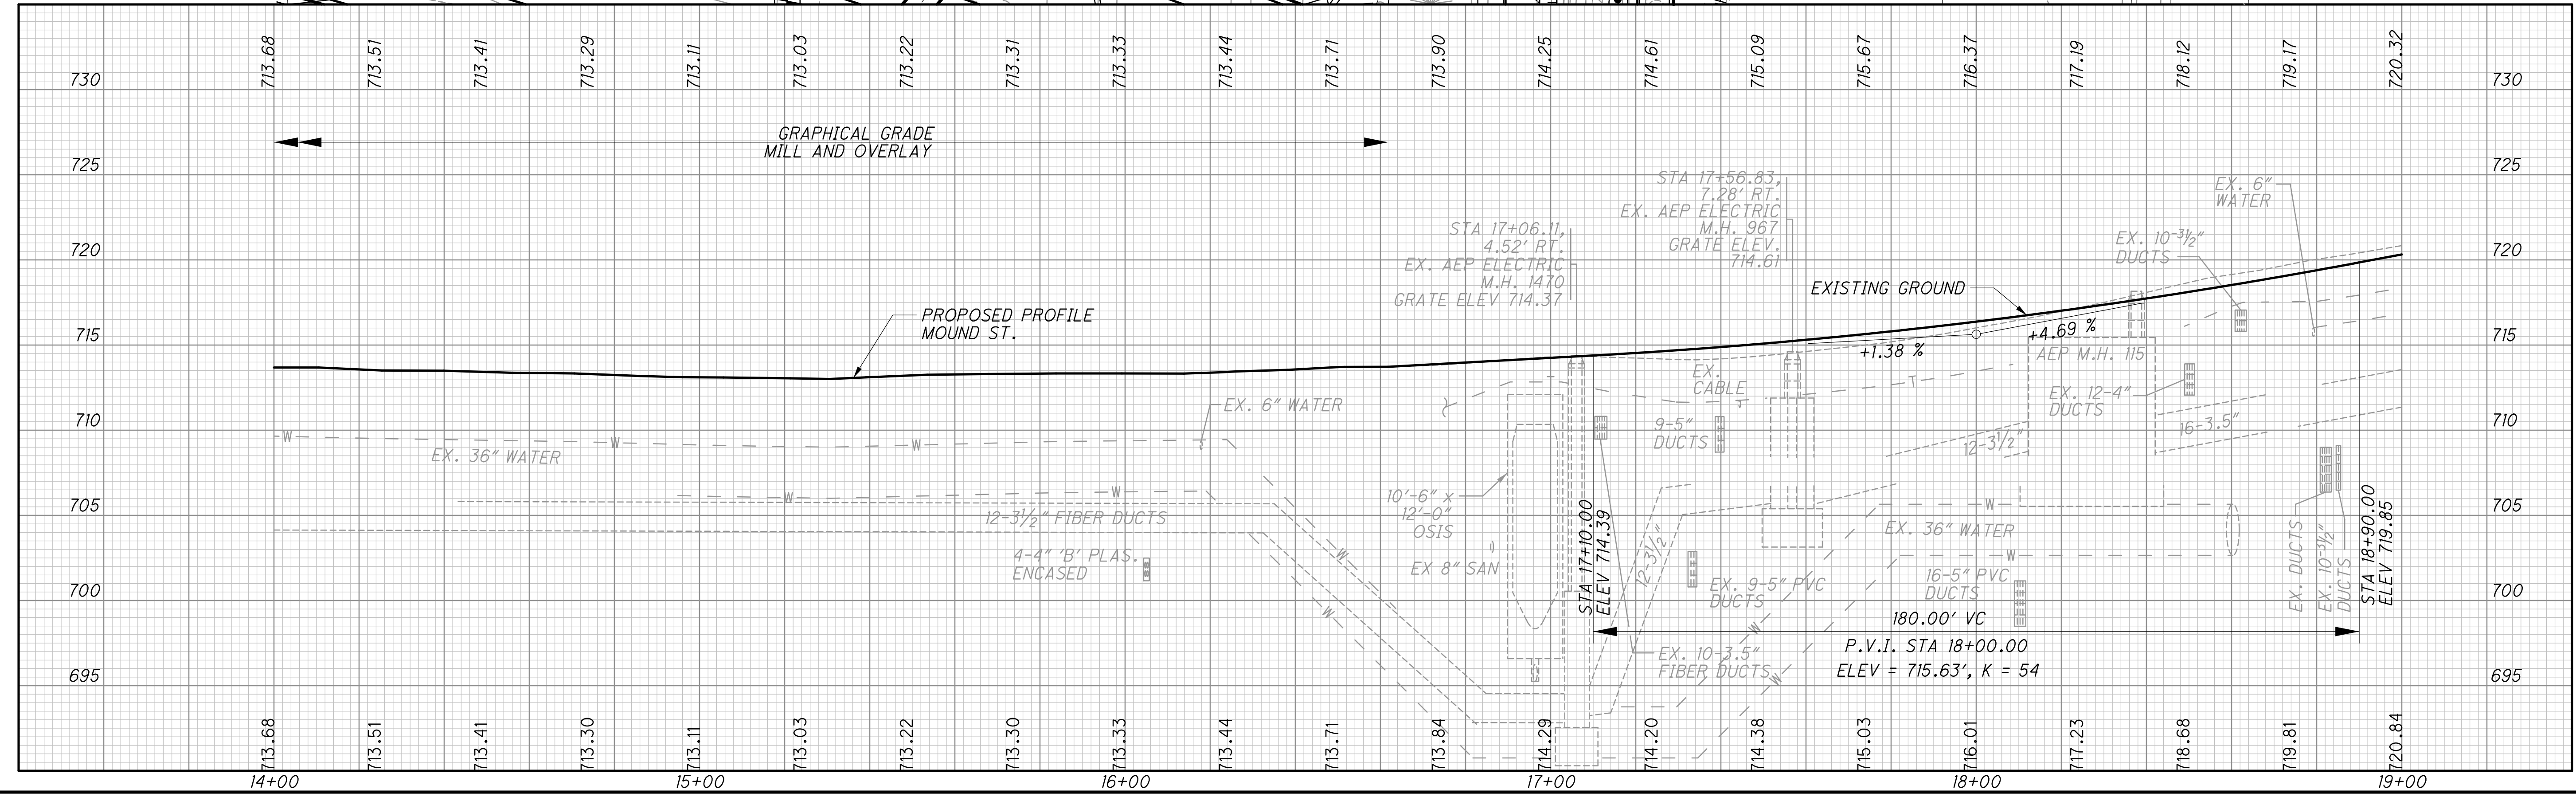 713.68 713.51 713.41 713.29 713.11 713.03 713.22 713.31 713.33 713.44 713.71 713.90 714.25 714.61 715.09 715.67 716.37 717.19 718.12 719.17 720.32
730 730
GRAPHICAL GRADE
MILL AND OVERLAY
725 725
STA 17+56.83,
7.28' RT.
EX. AEP ELECTRIC
M.H. 967
GRATE ELEV.
714.61
EX. 6"
WATER
STA 17+06.11,
4.52' RT.
EX. AEP ELECTRIC
M.H. 1470
GRATE ELEV 714.37
EX. 10-3½"
DUCTS
720 720
EXISTING GROUND
PROPOSED PROFILE
MOUND ST.
715 715
+1.38 %
+4.69 %
AEP M.H. 115
EX.
CABLE
T
EX. 12-4"
DUCTS
EX. 6" WATER
710 710
W W W
9-5"
DUCTS
12-3½"
16-3.5"
EX. 36" WATER
10'-6" x
12'-0"
OSIS
W W W
705 705
12-3½" FIBER DUCTS
EX. 36" WATER
STA 17+10.00
ELEV 714.39
12-3½"
4-4" 'B' PLAS.
ENCASED
EX 8" SAN
W W W
EX. 9-5" PVC
DUCTS
16-5" PVC
DUCTS
EX. DUCTS
EX. 10-3½"
DUCTS
STA 18+90.00
ELEV 719.85
700 700
W W
180.00' VC
P.V.I. STA 18+00.00
ELEV = 715.63', K = 54
EX. 10-3.5"
FIBER DUCTS
W
695 695
713.68 713.51 713.41 713.30 713.11 713.03 713.22 713.30 713.33 713.44 713.71 713.84 714.29 714.20 714.38 715.03 716.01 717.23 718.68 719.81 720.84
14+00 15+00 16+00 17+00 18+00 19+00